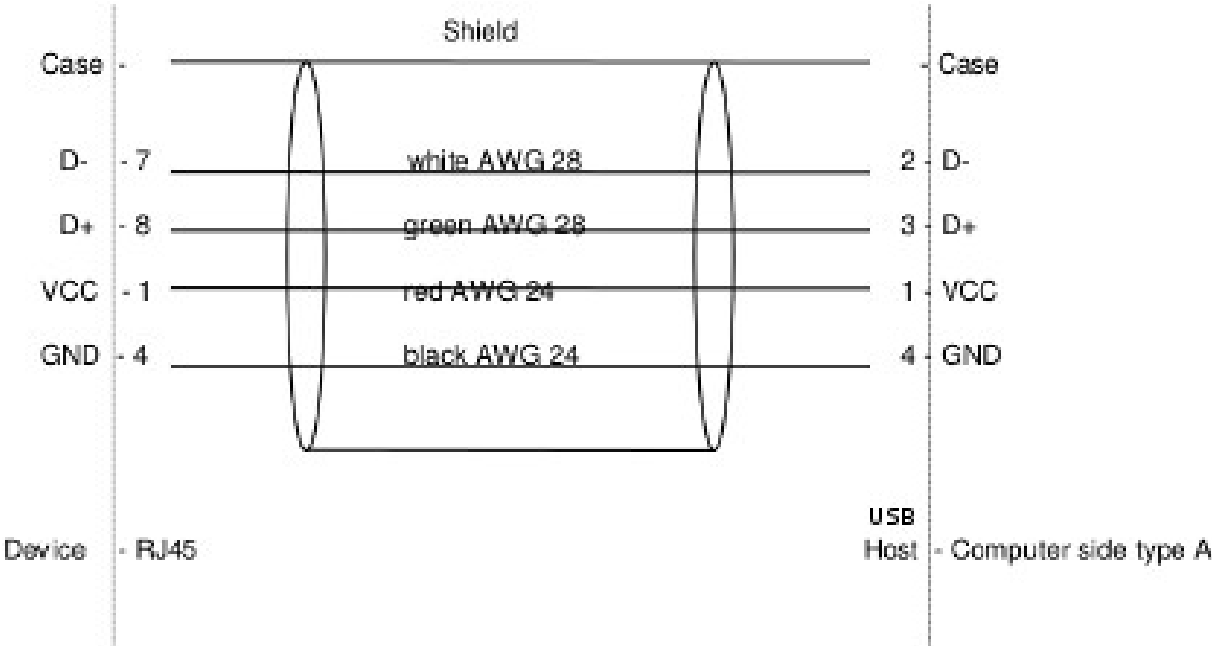 Shield
Case - - Case
D- - 7 white AWG 28 2 - D-
D+ - 8 green AWG 28 3 - D+
VCC - 1 red AWG 24 1 - VCC
GND - 4 black AWG 24 4 - GND
USB
Device - RJ45 Host - Computer side type A